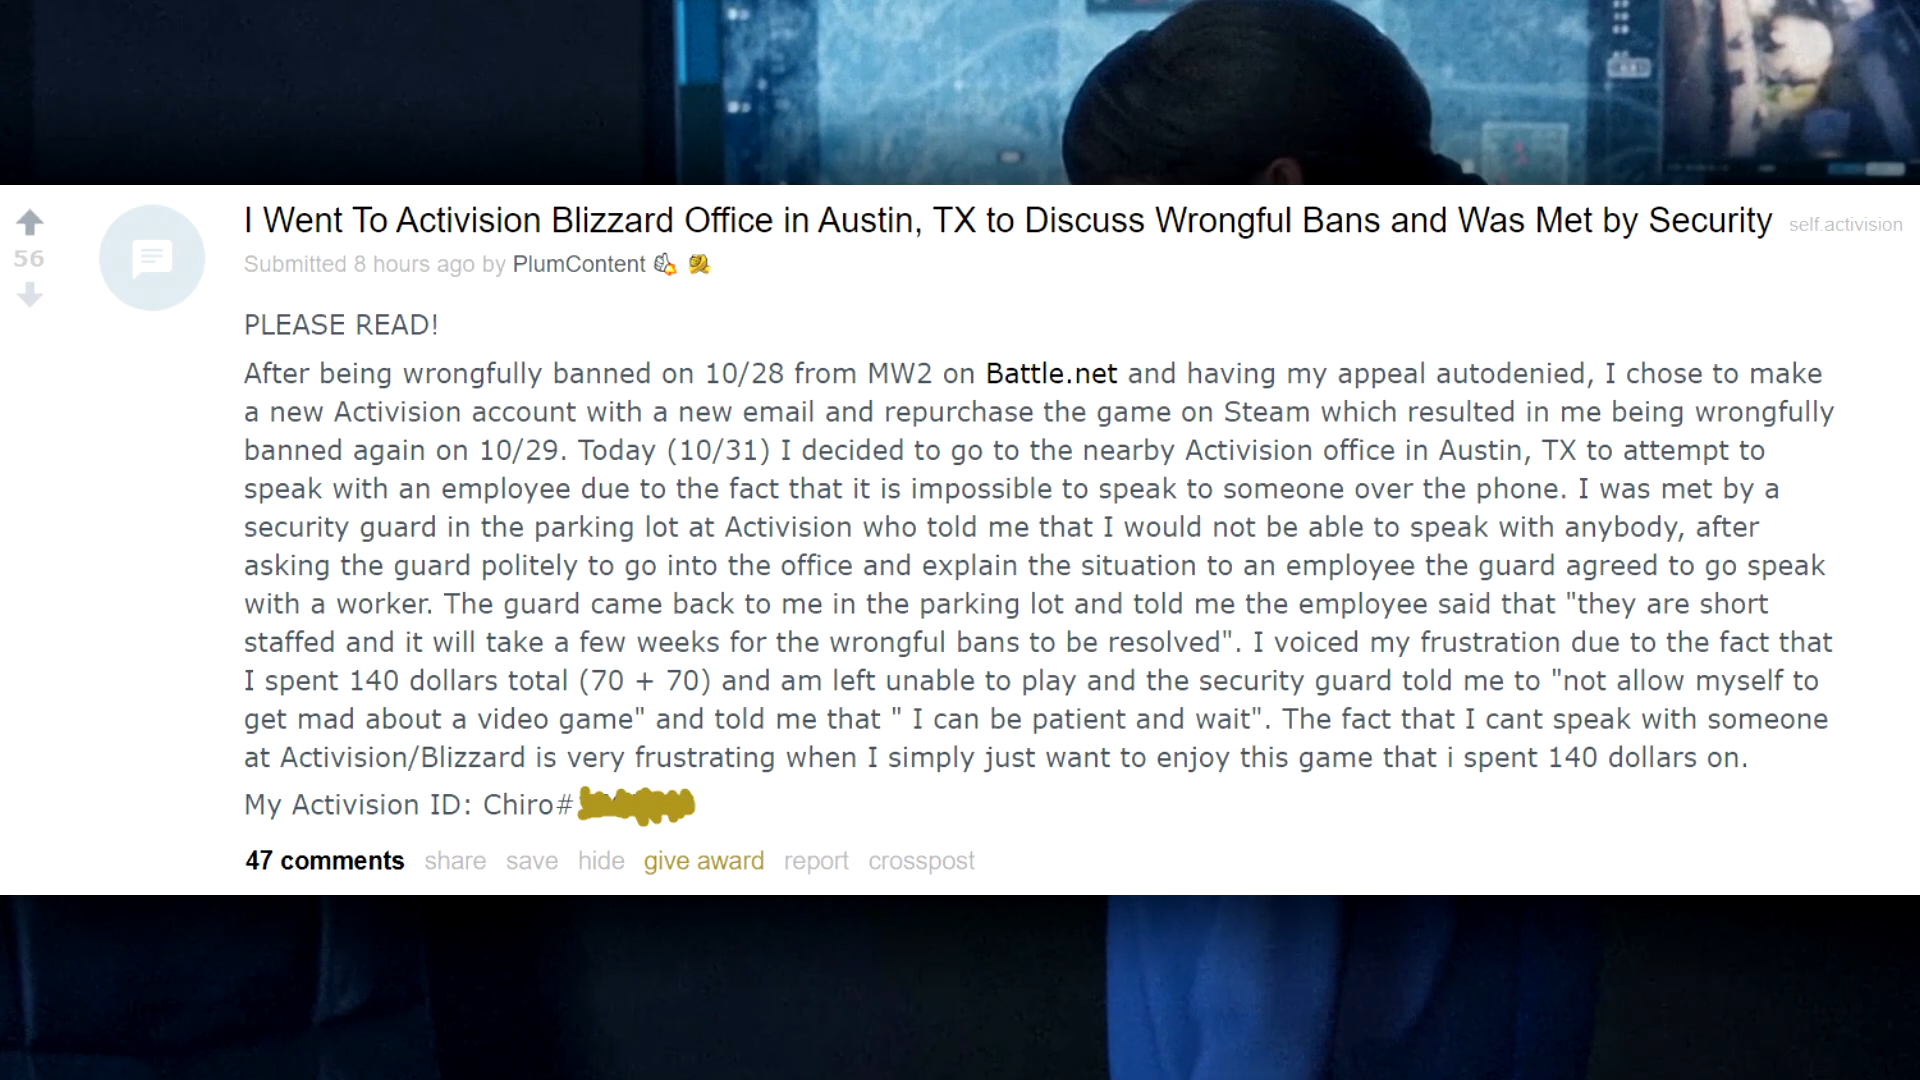 I Went To Activision Blizzard Office in Austin, TX to Discuss Wrongful Bans and Was Met by Security self.activision
56
Submitted 8 hours ago by PlumContent
PLEASE READ!
After being wrongfully banned on 10/28 from MW2 on Battle.net and having my appeal autodenied, I chose to make
a new Activision account with a new email and repurchase the game on Steam which resulted in me being wrongfully
banned again on 10/29. Today (10/31) I decided to go to the nearby Activision office in Austin, TX to attempt to
speak with an employee due to the fact that it is impossible to speak to someone over the phone. I was met by a
security guard in the parking lot at Activision who told me that I would not be able to speak with anybody, after
asking the guard politely to go into the office and explain the situation to an employee the guard agreed to go speak
with a worker. The guard came back to me in the parking lot and told me the employee said that "they are short
staffed and it will take a few weeks for the wrongful bans to be resolved". I voiced my frustration due to the fact that
I spent 140 dollars total (70 + 70) and am left unable to play and the security guard told me to "not allow myself to
get mad about a video game" and told me that " I can be patient and wait". The fact that I cant speak with someone
at Activision/Blizzard is very frustrating when I simply just want to enjoy this game that i spent 140 dollars on.
My Activision ID: Chiro#
47 comments share save hide give award report crosspost